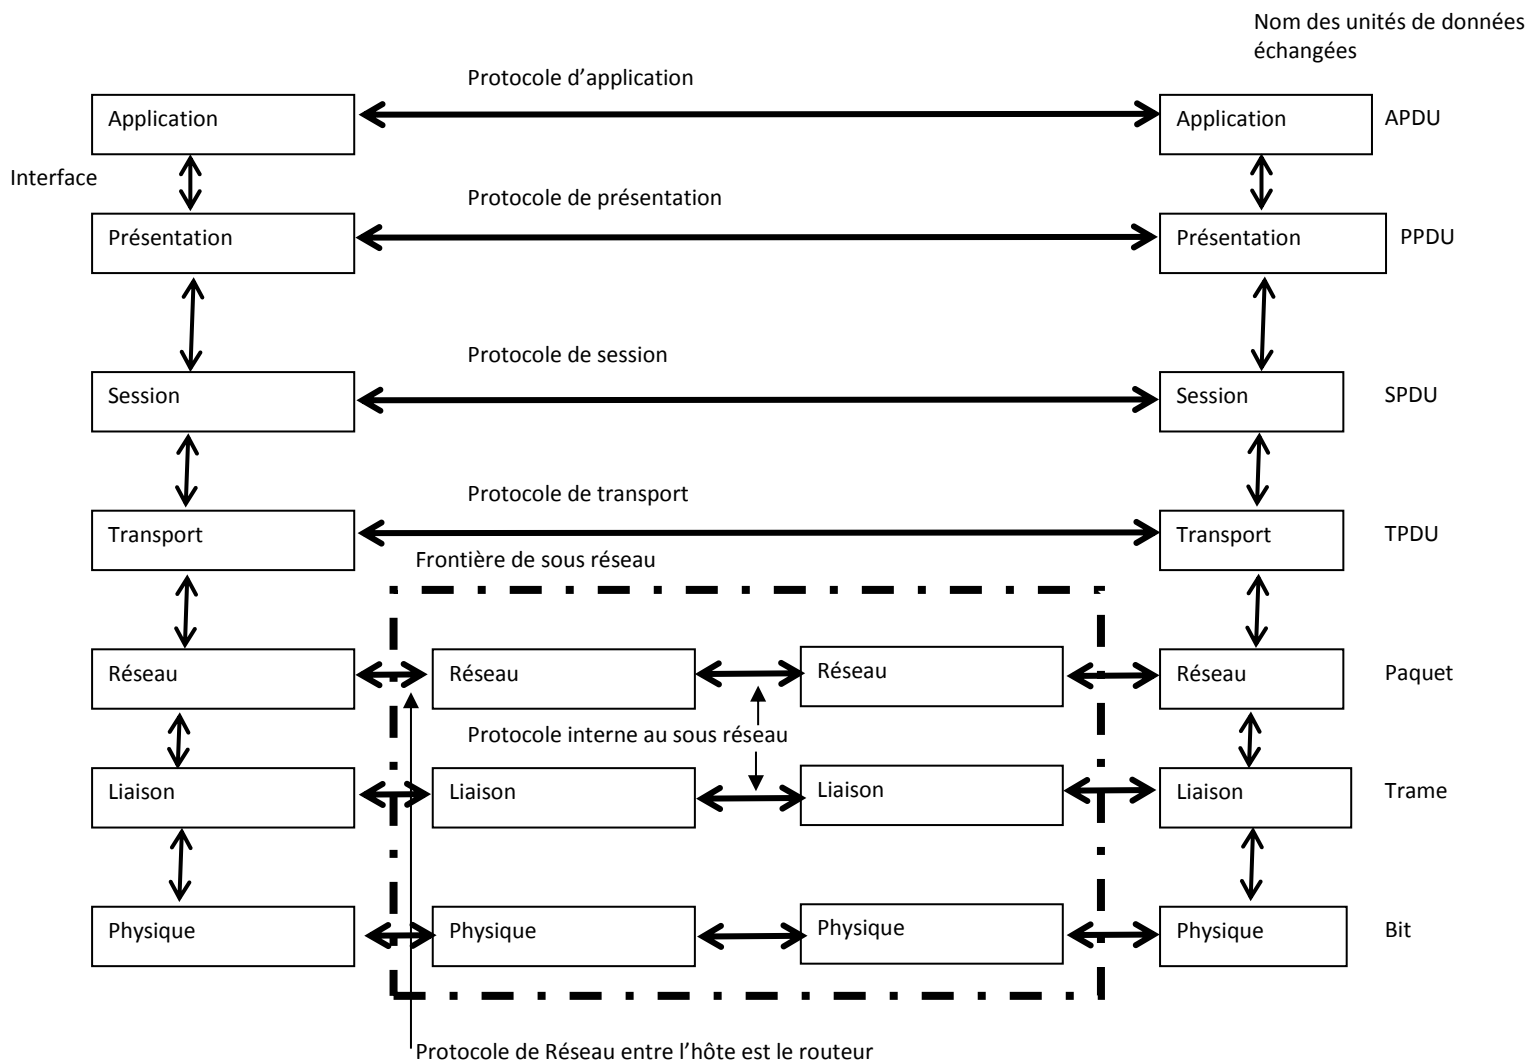 Nom des unités de données
échangées
Protocole d'application
Application
Application
APDU
Interface
Protocole de présentation
Présentation
Présentation
PPDU
Protocole de session
Session
Session
SPDU
Protocole de transport
Transport
Transport
TPDU
Frontière de sous réseau
Réseau
Réseau
Réseau
Réseau
Paquet
Protocole interne au sous réseau
Liaison
Liaison
Liaison
Liaison
Trame
Physique
Physique
Physique
Physique
Bit
Protocole de Réseau entre l'hôte est le routeur